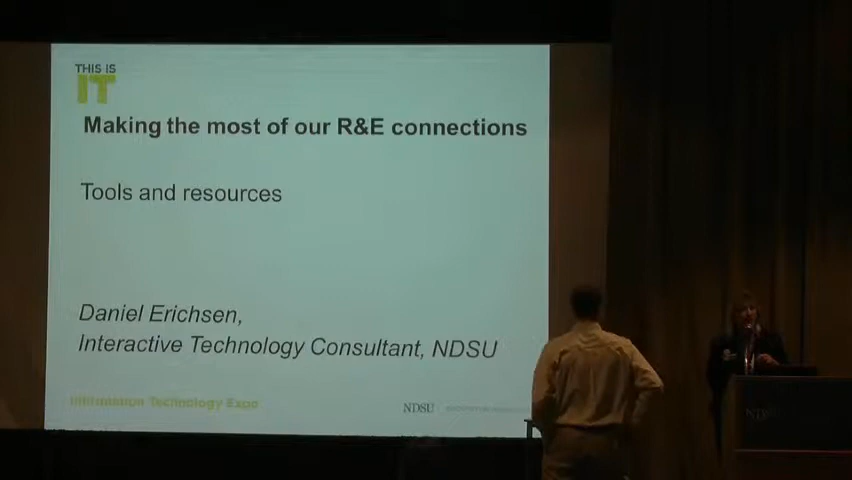 THIS IS
IT
Making the most of our R&E connections
Tools and resources
Daniel Erichsen,
Interactive Technology Consultant, NDSU
Information Technology Expo
NDSU
NDSU